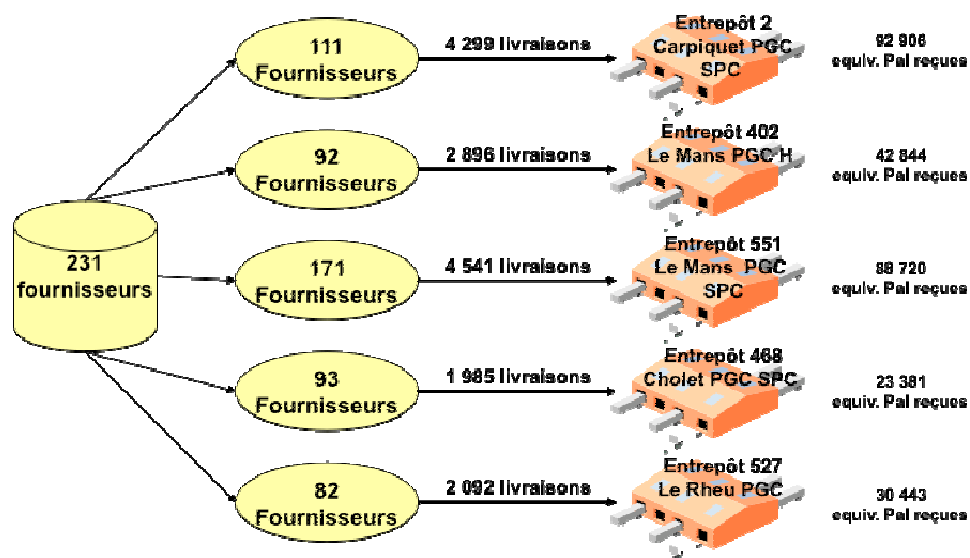 111
Fournisseurs
4 299 livraisons
Entrepôt 2
Carpiquet PGC
SPC
92 906
equiv. Pal reçues
92
Fournisseurs
2 896 livraisons
Entrepôt 402
Le Mans PGC H
42 844
equiv. Pal reçues
231
fournisseurs
171
Fournisseurs
4 541 livraisons
Entrepôt 551
Le Mans PGC
SPC
88 720
equiv. Pal reçues
93
Fournisseurs
1 985 livraisons
Entrepôt 468
Cholet PGC SPC
23 381
equiv. Pal reçues
82
Fournisseurs
2 092 livraisons
Entrepôt 527
Le Rheu PGC
30 443
equiv. Pal reçues